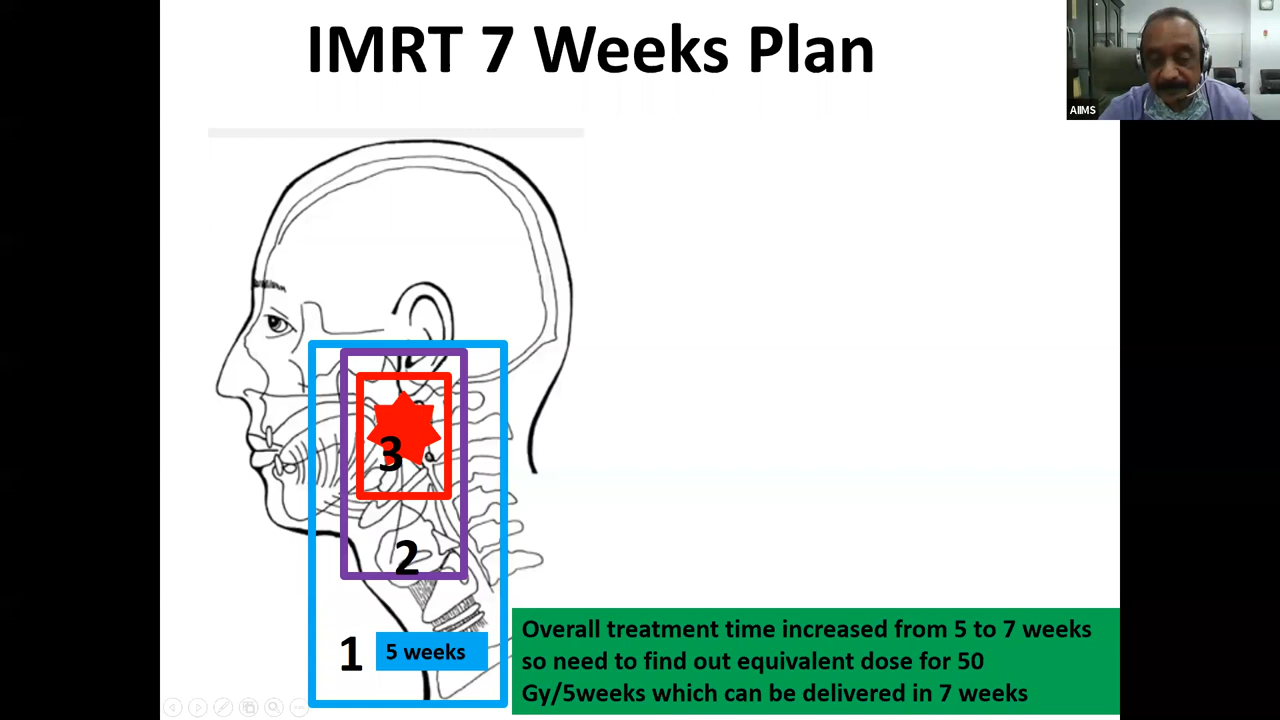 IMRT 7 Weeks Plan
AIIMS
3
2
1
5 weeks
Overall treatment time increased from 5 to 7 weeks
so need to find out equivalent dose for 50
Gy/5weeks which can be delivered in 7 weeks